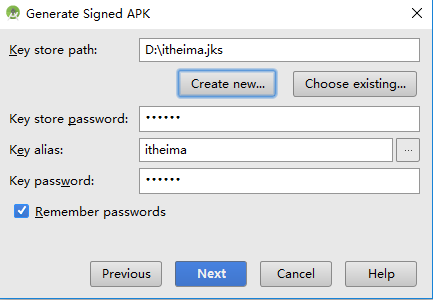 Generate Signed APK
Key store path: D:\itheima.jks
Create new... Choose existing...
Key store password: ••••••
Key alias: itheima ...
Key password: ••••••
Remember passwords
Previous Next Cancel Help